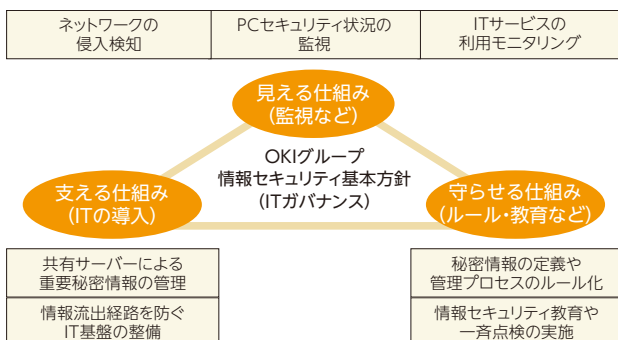 ネットワークの
侵入検知
PCセキュリティ状況の
監視
ITサービスの
利用モニタリング
見える仕組み
(監視など)
OKIグループ
情報セキュリティ基本方針
(ITガバナンス)
支える仕組み
(ITの導入)
守らせる仕組み
(ルール・教育など)
共有サーバーによる
重要秘密情報の管理
情報流出経路を防ぐ
IT基盤の整備
秘密情報の定義や
管理プロセスのルール化
情報セキュリティ教育や
一斉点検の実施